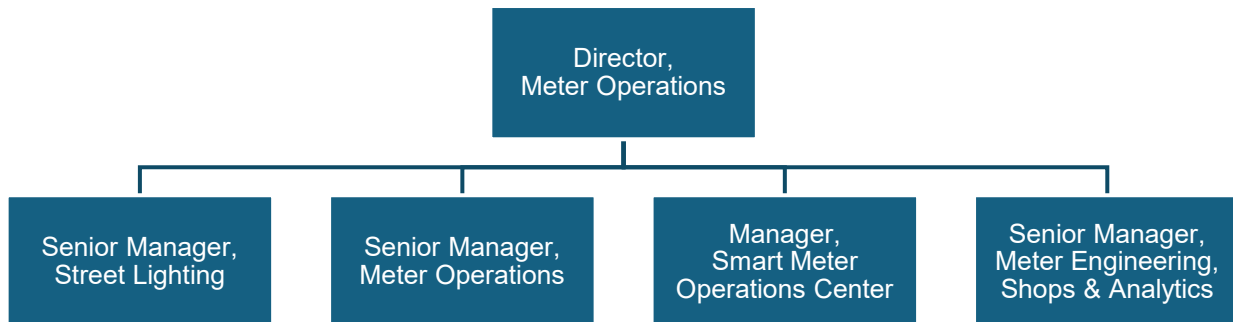 Director,
Meter Operations
Senior Manager,
Street Lighting
Senior Manager,
Meter Operations
Manager,
Smart Meter
Operations Center
Senior Manager,
Meter Engineering,
Shops & Analytics